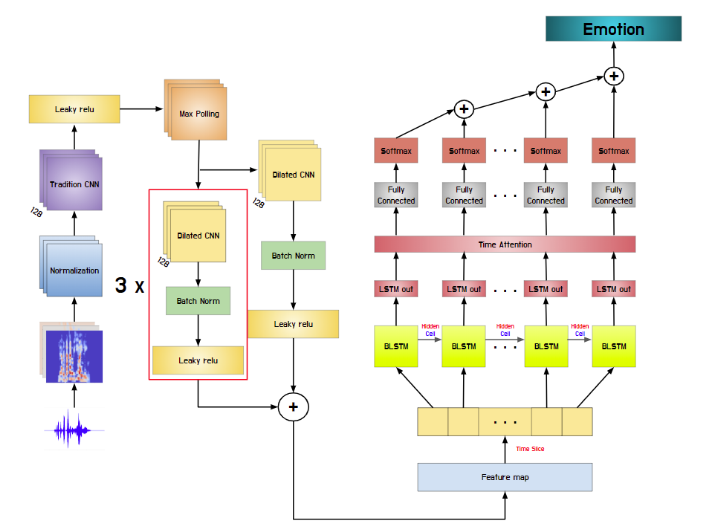 Emotion
Leaky relu
Max Polling
Softmax
Softmax
. . .
Softmax
Softmax
Tradition CNN
128
Dilated CNN
128
Fully
Connected
Fully
Connected
. . .
Fully
Connected
Fully
Connected
Dilated CNN
128
Time Attention
Normalization
Batch Norm
3 x
Batch Norm
LSTM out
LSTM out
. . .
LSTM out
LSTM out
Leaky relu
Hidden
Cell
Hidden
Cell
Hidden
Cell
BLSTM
BLSTM
. . .
BLSTM
BLSTM
Leaky relu
+
+
+
+
. . .
Time Slice
Feature map